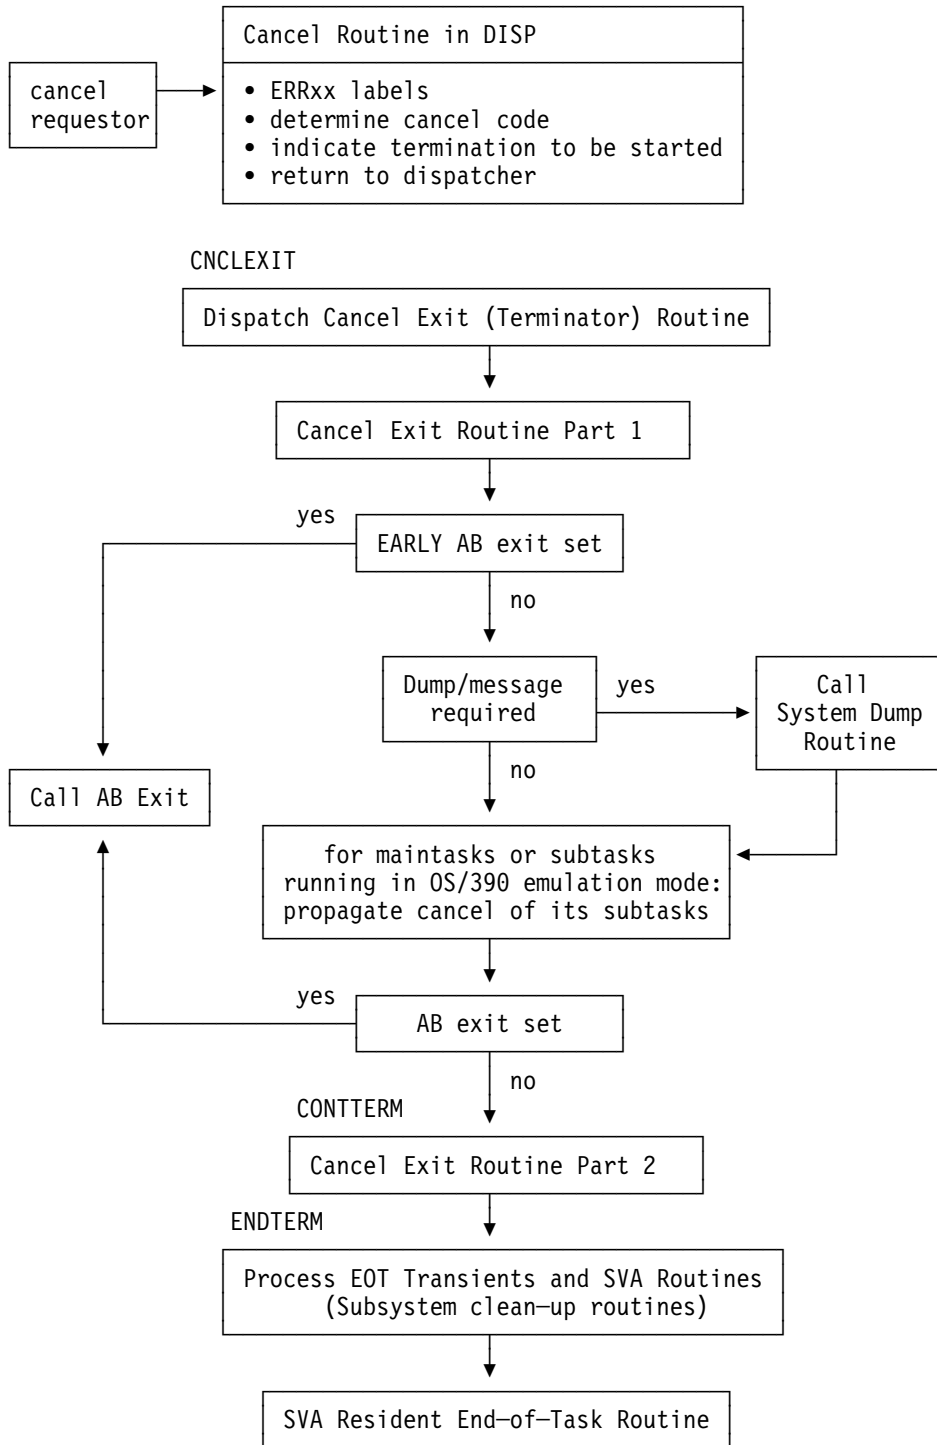 Cancel Routine in DISP
cancel
requestor
• ERRxx labels
• determine cancel code
• indicate termination to be started
• return to dispatcher
CNCLEXIT
Dispatch Cancel Exit (Terminator) Routine
Cancel Exit Routine Part 1
yes
EARLY AB exit set
no
Dump/message
required
yes
Call
System Dump
Routine
no
Call AB Exit
for maintasks or subtasks
running in OS/390 emulation mode:
propagate cancel of its subtasks
yes
AB exit set
no
CONTTERM
Cancel Exit Routine Part 2
ENDTERM
Process EOT Transients and SVA Routines
(Subsystem clean–up routines)
SVA Resident End–of–Task Routine